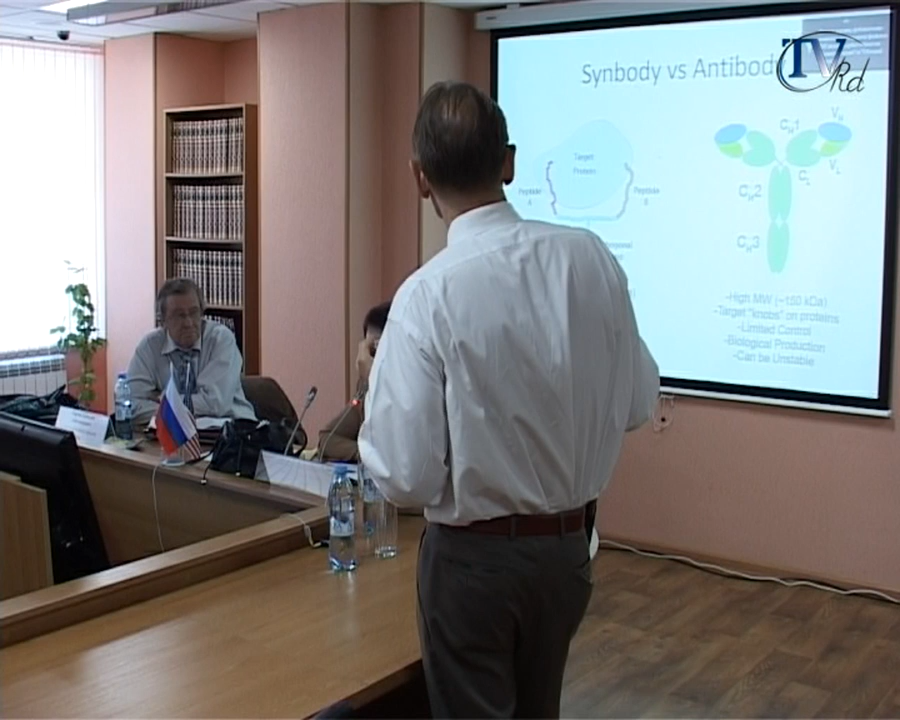 TV
Rd
Synbody vs Antibody
Target
Protein
Peptide
Peptide
CH1
VH
VL
CL
CH2
CH3
-High MW (~150 kDa)
-Target "knobs" on proteins
-Limited Control
-Biological Production
-Can be Unstable